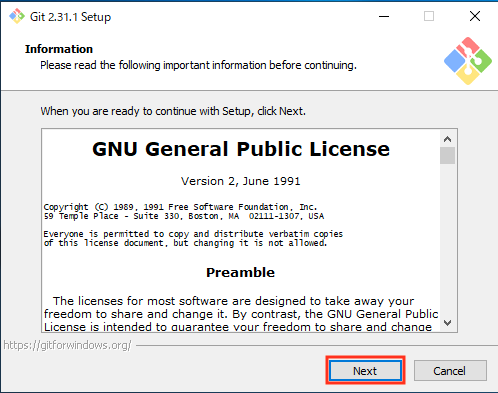 Git 2.31.1 Setup
Information
Please read the following important information before continuing.
When you are ready to continue with Setup, click Next.
GNU General Public License
Version 2, June 1991
Copyright (C) 1989, 1991 Free Software Foundation, Inc.
59 Temple Place - Suite 330, Boston, MA  02111-1307, USA
Everyone is permitted to copy and distribute verbatim copies
of this license document, but changing it is not allowed.
Preamble
The licenses for most software are designed to take away your
freedom to share and change it. By contrast, the GNU General Public
License is intended to guarantee your freedom to share and change
https://gitforwindows.org/
Next
Cancel